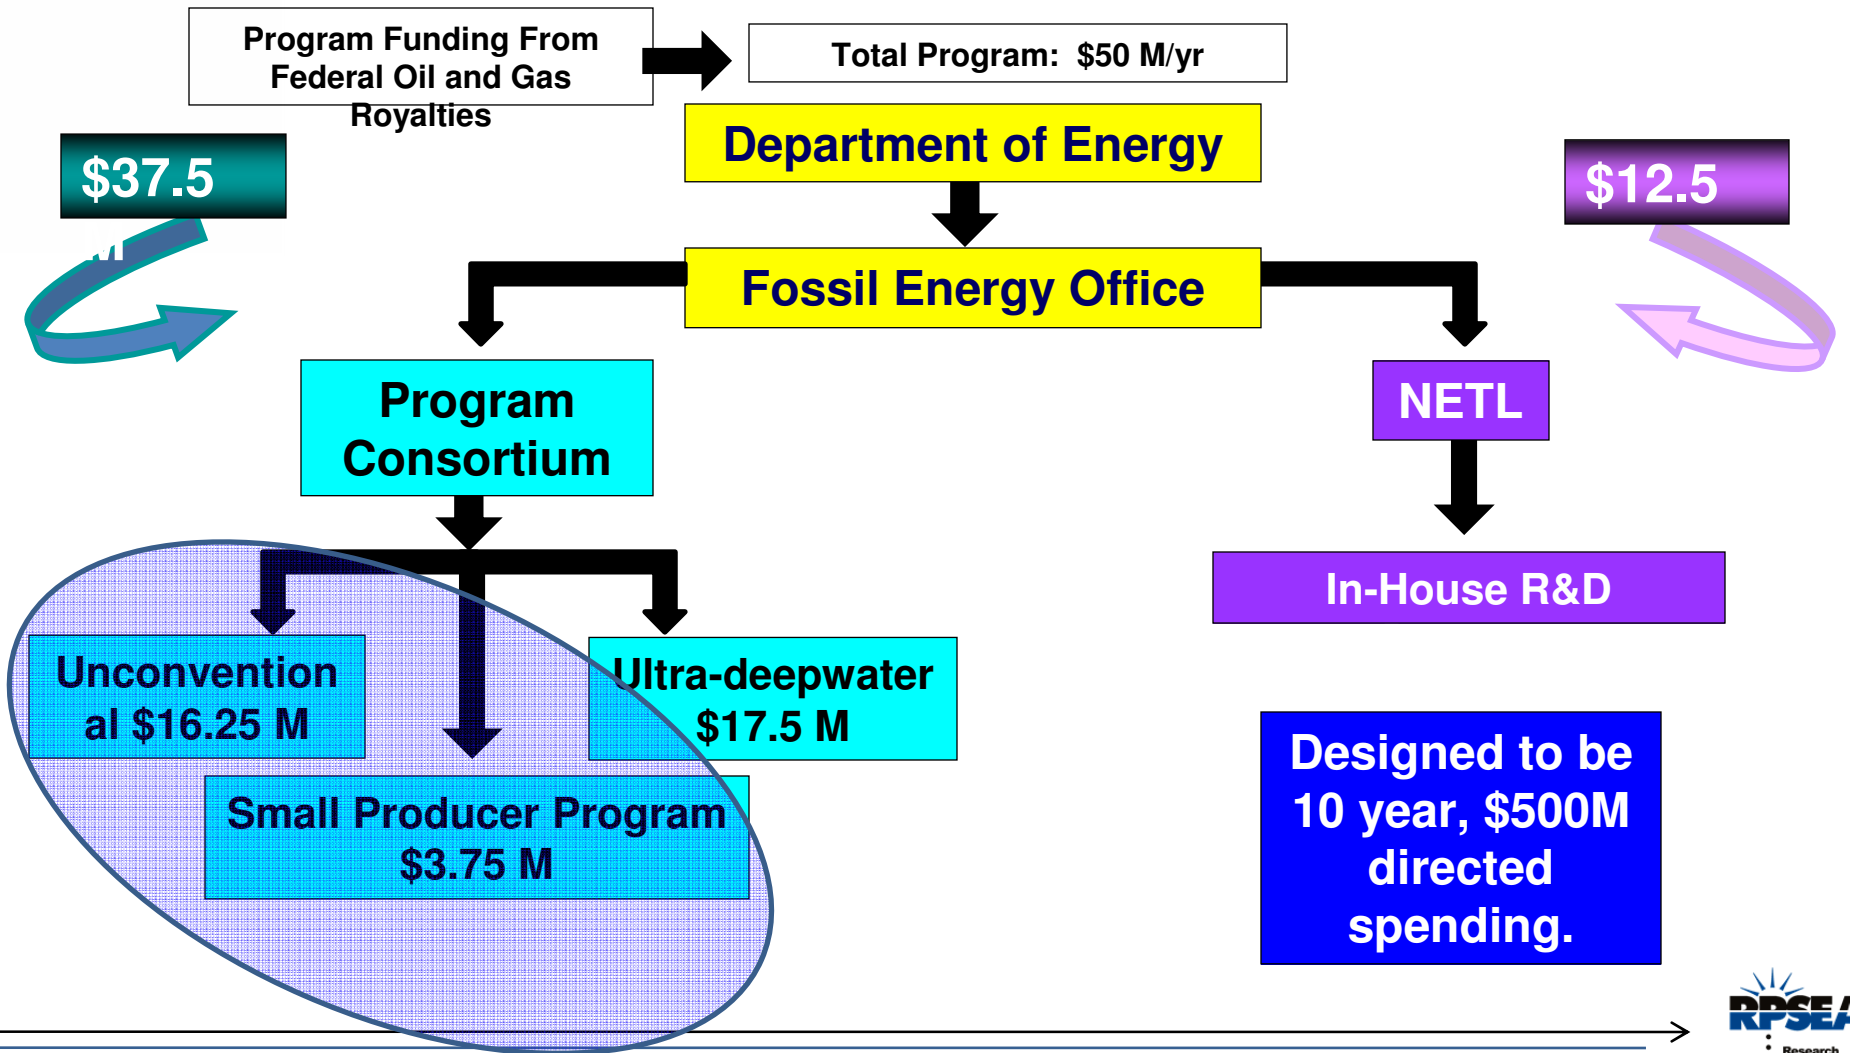 Program Funding From
Federal Oil and Gas
Royalties
Total Program: $50 M/yr
Department of Energy
$37.5
M
$12.5
Fossil Energy Office
Program
Consortium
NETL
In-House R&D
Unconvention
al $16.25 M
Ultra-deepwater
$17.5 M
Small Producer Program
$3.75 M
Designed to be
10 year, $500M
directed
spending.
RPSEA
Research